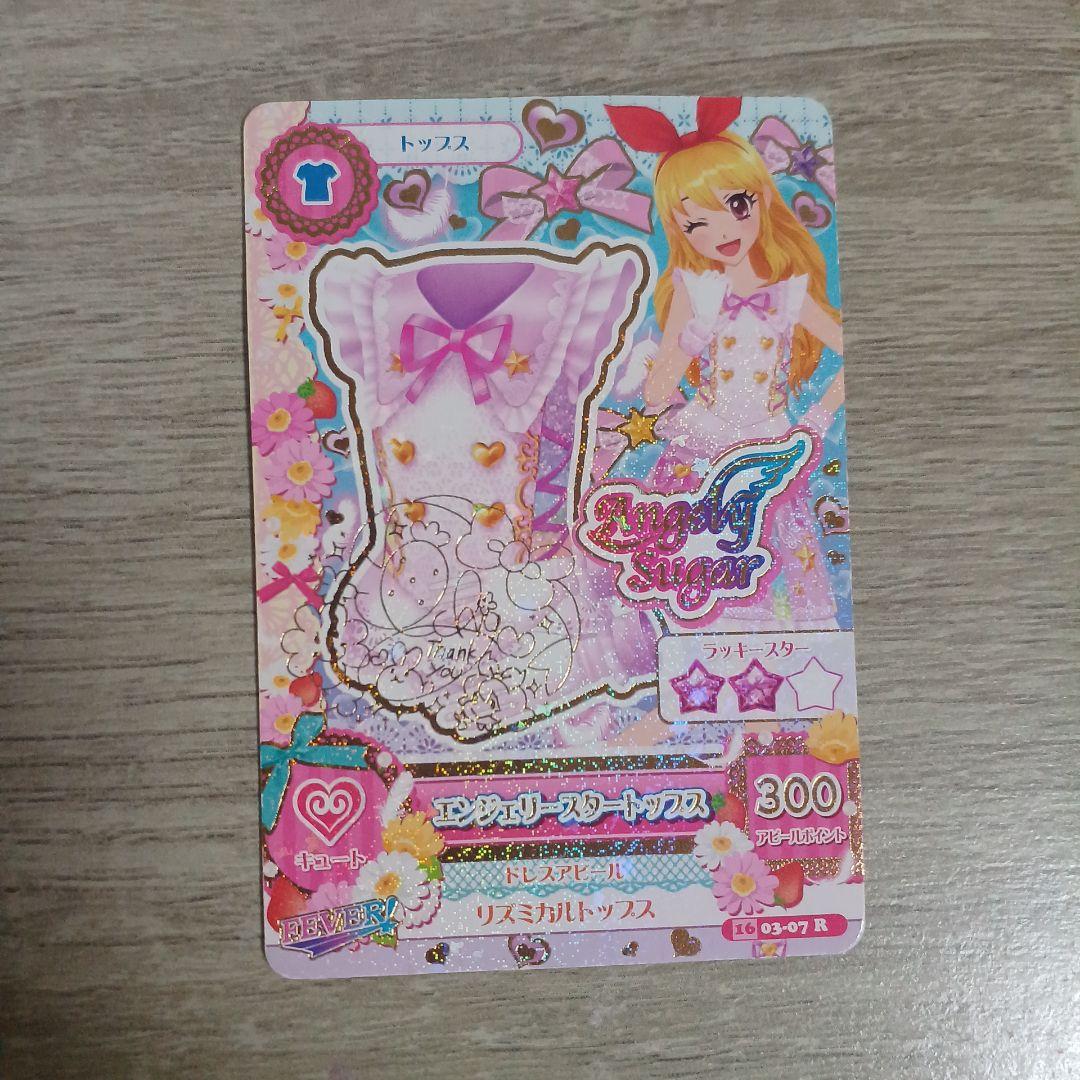 トップス
Angely
Sugar
Thank
you
ラッキースター
エンジェリースタートップス
300
アピールポイント
キュート
ドレスアピール
リズミカルトップス
FEVER!
16 03-07 R